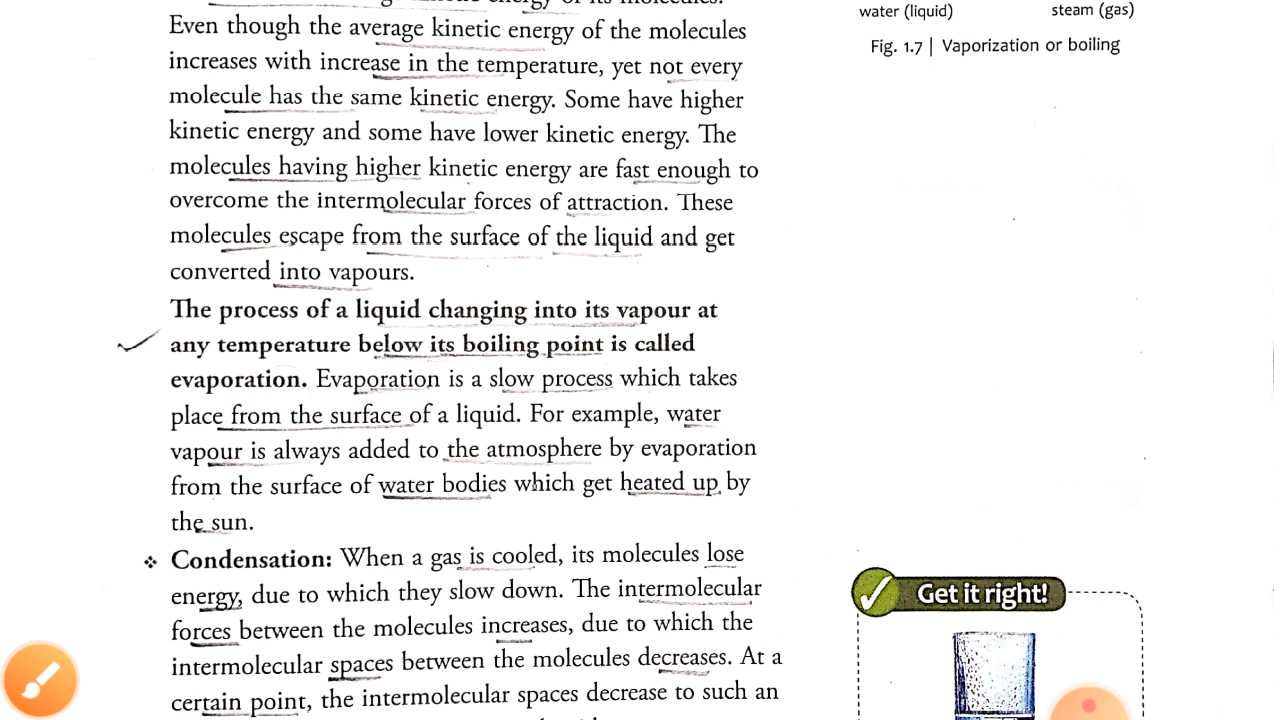 energy of its molecules.
Even though the average kinetic energy of the molecules
increases with increase in the temperature, yet not every
molecule has the same kinetic energy. Some have higher
kinetic energy and some have lower kinetic energy. The
molecules having higher kinetic energy are fast enough to
overcome the intermolecular forces of attraction. These
molecules escape from the surface of the liquid and get
converted into vapours.
The process of a liquid changing into its vapour at
any temperature below its boiling point is called
evaporation. Evaporation is a slow process which takes
place from the surface of a liquid. For example, water
vapour is always added to the atmosphere by evaporation
from the surface of water bodies which get heated up by
the sun.
❖ Condensation: When a gas is cooled, its molecules lose
energy, due to which they slow down. The intermolecular
forces between the molecules increases, due to which the
intermolecular spaces between the molecules decreases. At a
certain point, the intermolecular spaces decrease to such an
water (liquid) steam (gas)
Fig. 1.7 | Vaporization or boiling
Get it right!